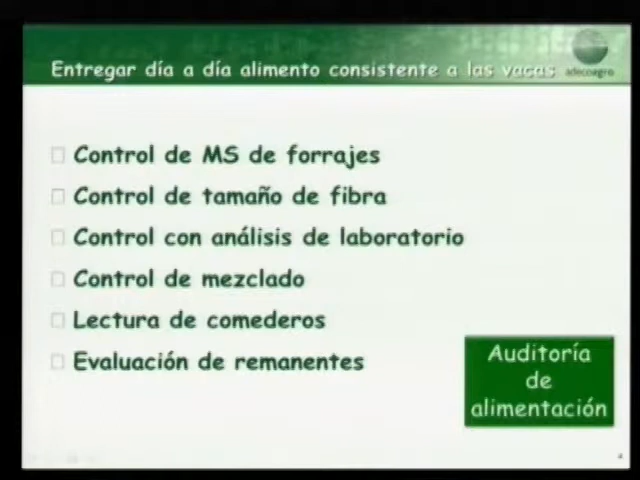 Entregar día a día alimento consistente a las vacas
adecoagro
Control de MS de forrajes
Control de tamaño de fibra
Control con análisis de laboratorio
Control de mezclado
Lectura de comederos
Evaluación de remanentes
Auditoría
de
alimentación
4